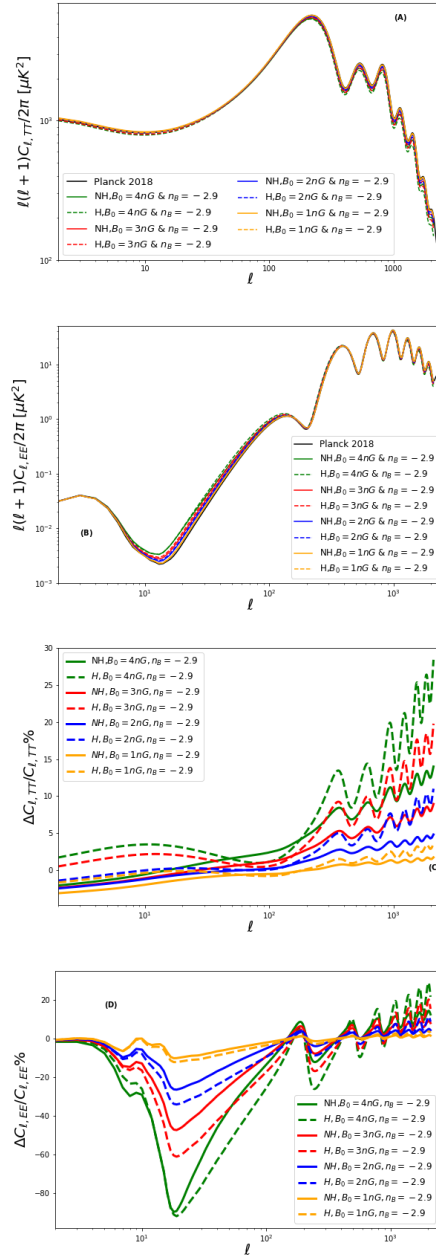 (A)
ℓ(ℓ + 1)C_{ℓ,TT}/2π [μK²]
10³
10²
Planck 2018
NH,B₀ = 4nG & n_B = −2.9
H,B₀ = 4nG & n_B = −2.9
NH,B₀ = 3nG & n_B = −2.9
H,B₀ = 3nG & n_B = −2.9
NH,B₀ = 2nG & n_B = −2.9
H,B₀ = 2nG & n_B = −2.9
NH,B₀ = 1nG & n_B = −2.9
H,B₀ = 1nG & n_B = −2.9
10 100 1000
ℓ
ℓ(ℓ + 1)C_{ℓ,EE}/2π [μK²]
10¹
10⁰
10⁻¹
10⁻²
10⁻³
(B)
Planck 2018
NH,B₀ = 4nG & n_B = −2.9
H,B₀ = 4nG & n_B = −2.9
NH,B₀ = 3nG & n_B = −2.9
H,B₀ = 3nG & n_B = −2.9
NH,B₀ = 2nG & n_B = −2.9
H,B₀ = 2nG & n_B = −2.9
NH,B₀ = 1nG & n_B = −2.9
H,B₀ = 1nG & n_B = −2.9
10¹ 10² 10³
ℓ
ΔC_{ℓ,TT}/C_{ℓ,TT}%
30
25
20
15
10
5
0
NH,B₀ = 4nG,n_B = −2.9
H,B₀ = 4nG,n_B = −2.9
NH,B₀ = 3nG,n_B = −2.9
H,B₀ = 3nG,n_B = −2.9
NH,B₀ = 2nG,n_B = −2.9
H,B₀ = 2nG,n_B = −2.9
NH,B₀ = 1nG,n_B = −2.9
H,B₀ = 1nG,n_B = −2.9
(C
10¹ 10² 10³
ℓ
(D)
ΔC_{ℓ,EE}/C_{ℓ,EE}%
20
0
−20
−40
−60
−80
NH,B₀ = 4nG,n_B = −2.9
H,B₀ = 4nG,n_B = −2.9
NH,B₀ = 3nG,n_B = −2.9
H,B₀ = 3nG,n_B = −2.9
NH,B₀ = 2nG,n_B = −2.9
H,B₀ = 2nG,n_B = −2.9
NH,B₀ = 1nG,n_B = −2.9
H,B₀ = 1nG,n_B = −2.9
10¹ 10² 10³
ℓ